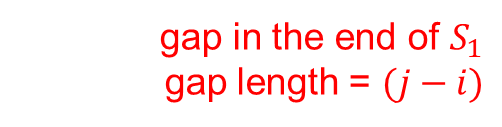 gap in the end of S₁
gap length = (j − i)